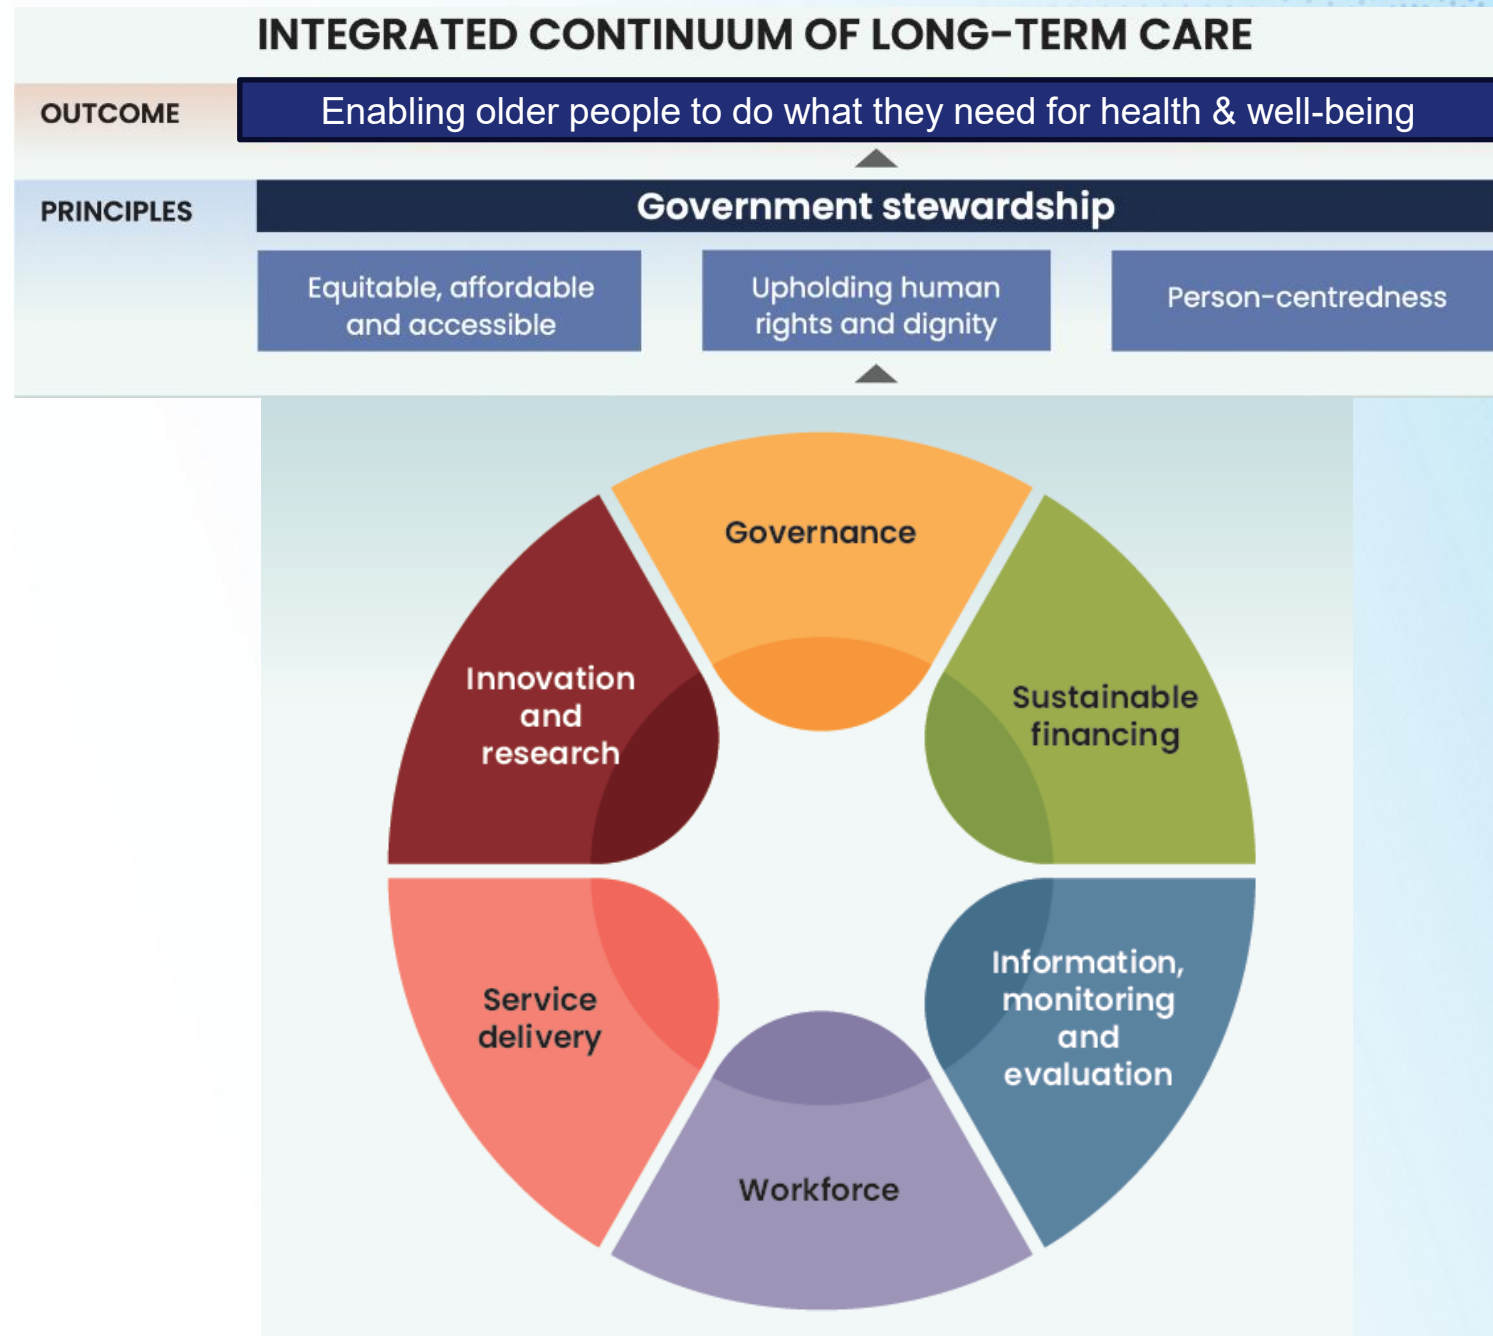 INTEGRATED CONTINUUM OF LONG-TERM CARE
OUTCOME
Enabling older people to do what they need for health & well-being
PRINCIPLES
Government stewardship
Equitable, affordable
and accessible
Upholding human
rights and dignity
Person-centredness
Governance
Sustainable
financing
Information,
monitoring
and
evaluation
Workforce
Service
delivery
Innovation
and
research